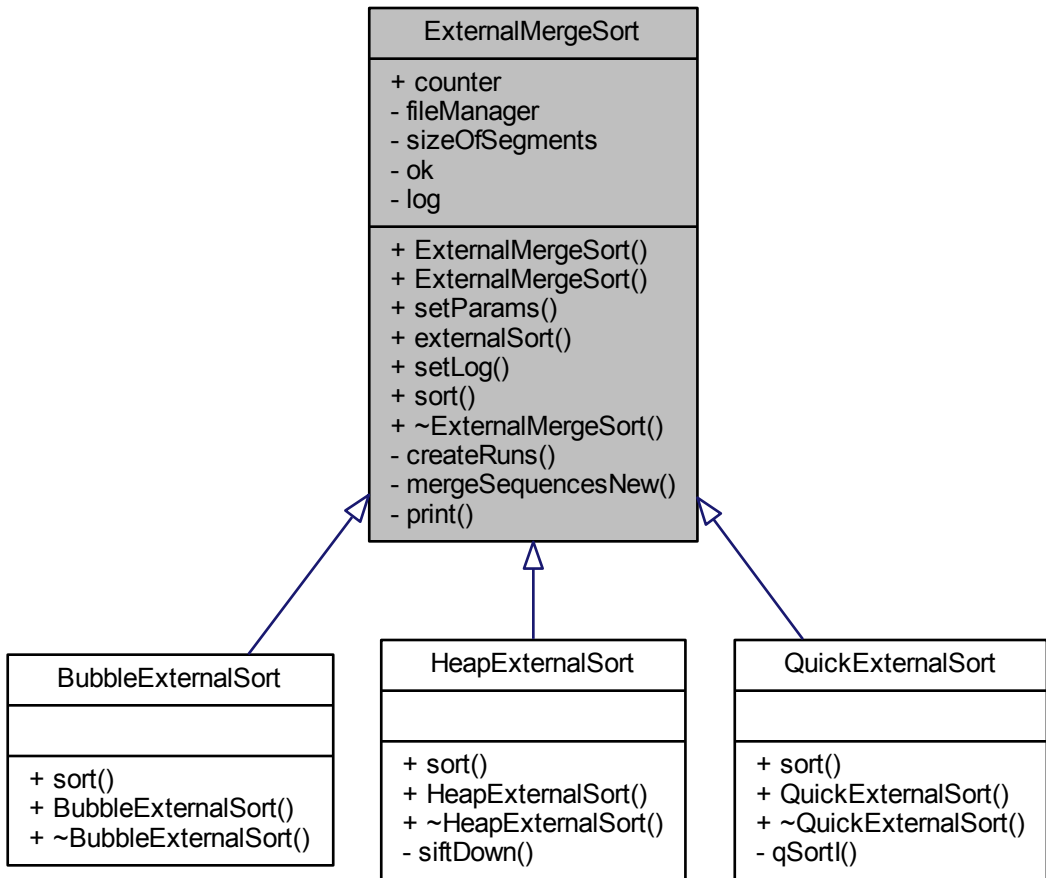 ExternalMergeSort
+ counter
- fileManager
- sizeOfSegments
- ok
- log
+ ExternalMergeSort()
+ ExternalMergeSort()
+ setParams()
+ externalSort()
+ setLog()
+ sort()
+ ~ExternalMergeSort()
- createRuns()
- mergeSequencesNew()
- print()
BubbleExternalSort
+ sort()
+ BubbleExternalSort()
+ ~BubbleExternalSort()
HeapExternalSort
+ sort()
+ HeapExternalSort()
+ ~HeapExternalSort()
- siftDown()
QuickExternalSort
+ sort()
+ QuickExternalSort()
+ ~QuickExternalSort()
- qSortI()